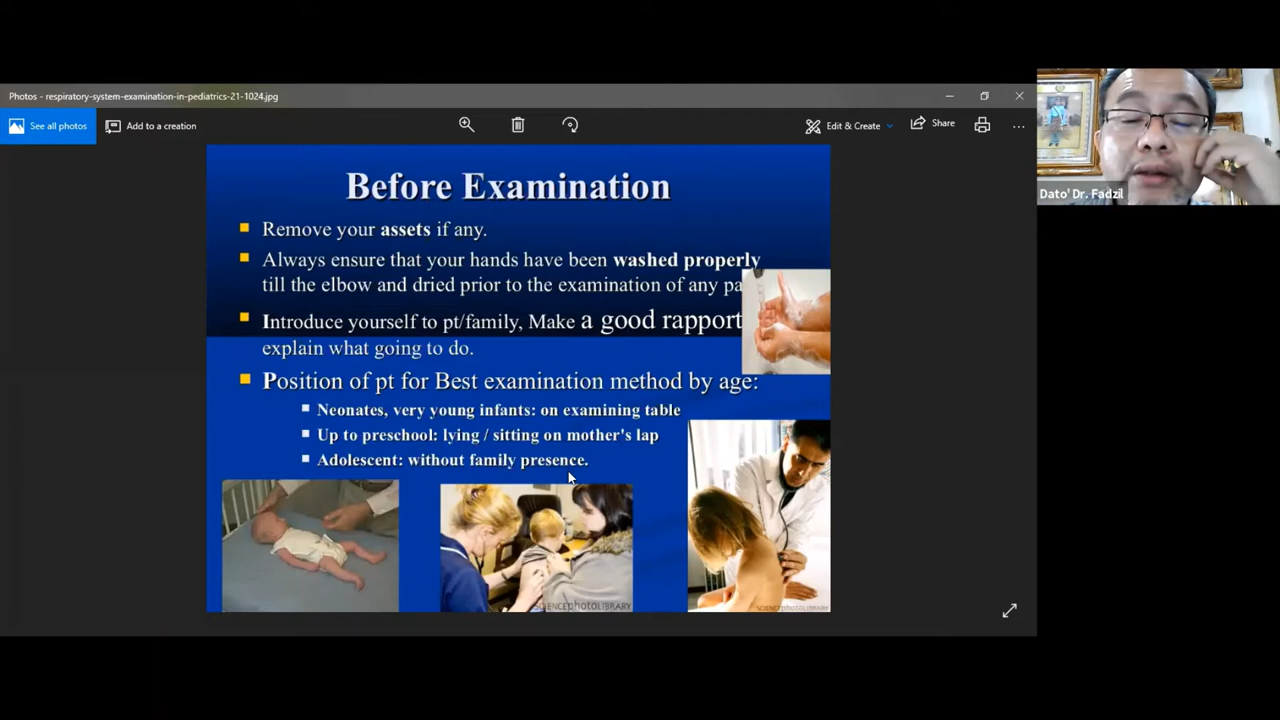 Photos - respiratory-system-examination-in-pediatrics-21-1024.jpg
See all photos
Add to a creation
Edit & Create
Share
Before Examination
Remove your assets if any.
Always ensure that your hands have been washed properly
till the elbow and dried prior to the examination of any pa
Introduce yourself to pt/family, Make a good rapport
explain what going to do.
Position of pt for Best examination method by age:
Neonates, very young infants: on examining table
Up to preschool: lying / sitting on mother's lap
Adolescent: without family presence.
SCIENCEPHOTOLIBRARY
SCIENCEPHOTOLIBRARY
Dato' Dr. Fadzil